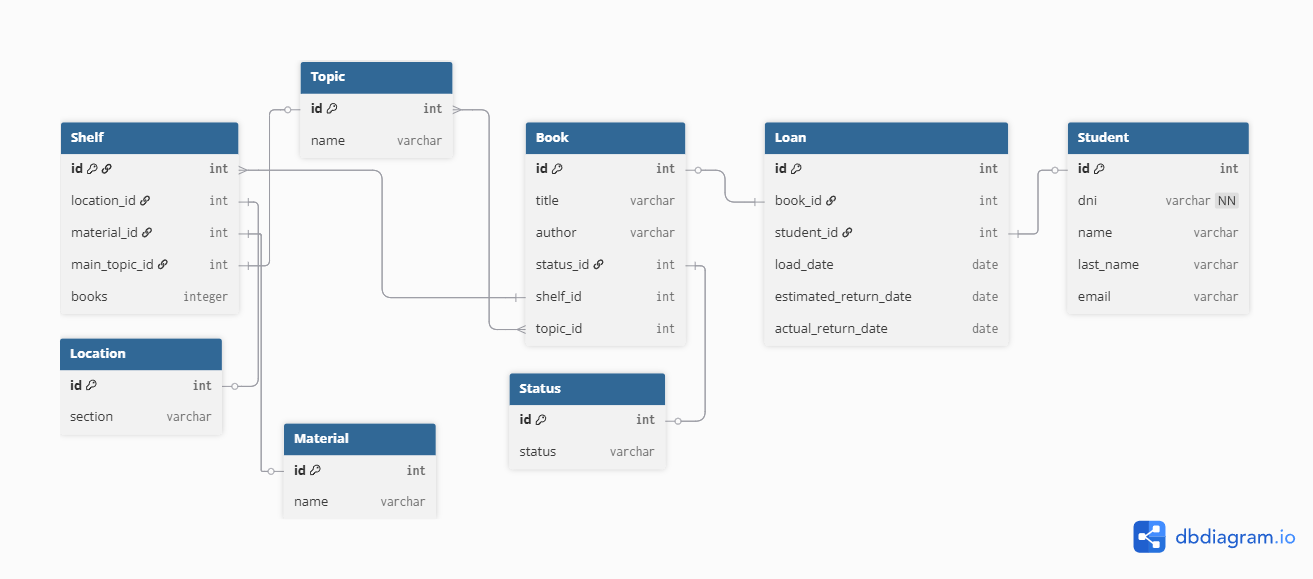 Topic
id int
name varchar
Shelf
id int
location_id int
material_id int
main_topic_id int
books integer
Book
id int
title varchar
author varchar
status_id int
shelf_id int
topic_id int
Loan
id int
book_id int
student_id int
load_date date
estimated_return_date date
actual_return_date date
Student
id int
dni varchar NN
name varchar
last_name varchar
email varchar
Location
id int
section varchar
Material
id int
name varchar
Status
id int
status varchar
dbdiagram.io